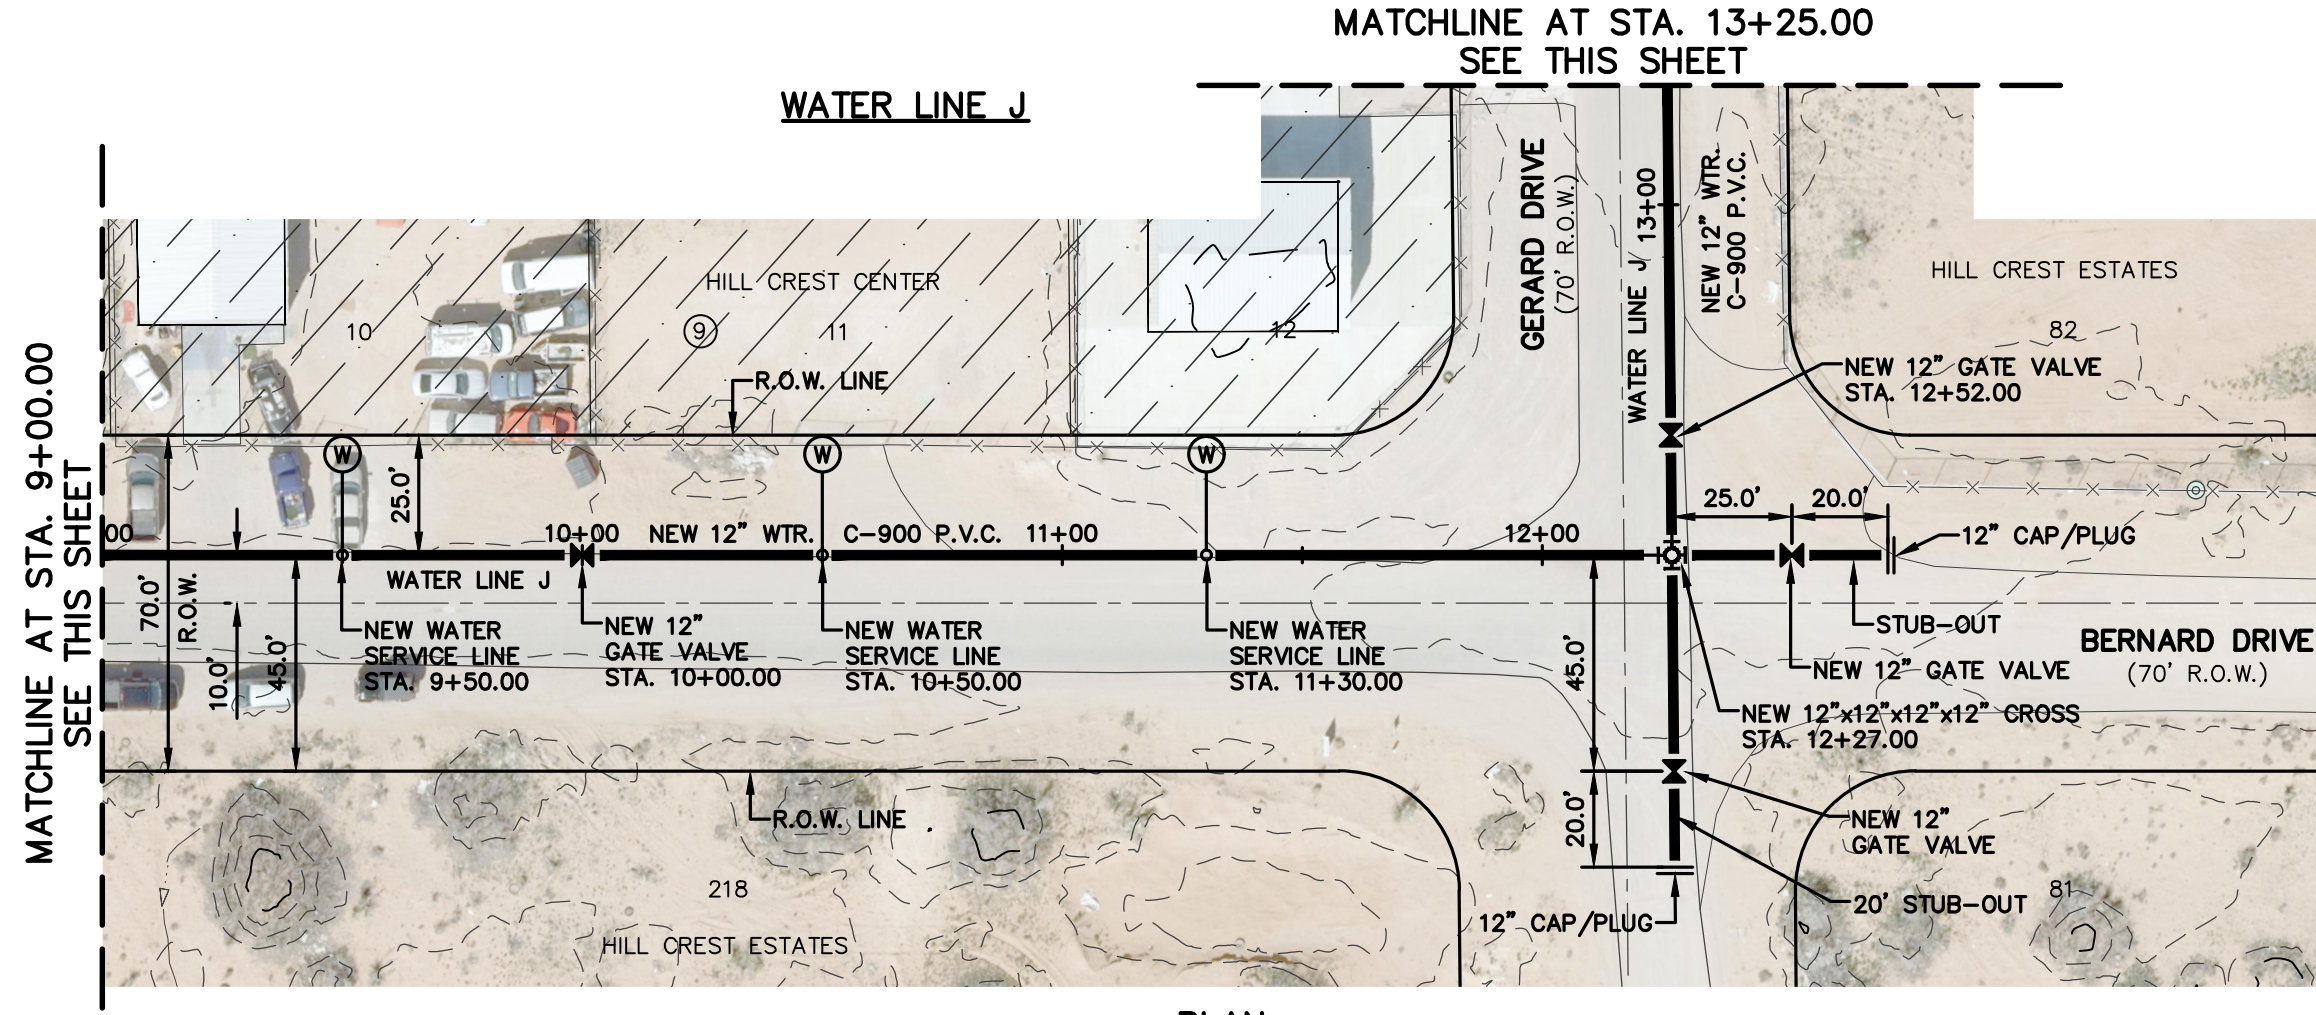 MATCHLINE AT STA. 13+25.00
SEE THIS SHEET
WATER LINE J
MATCHLINE AT STA. 9+00.00
SEE THIS SHEET
GERARD DRIVE
(70' R.O.W.)
WATER LINE J
13+00
NEW 12" WTR.
C-900 P.V.C.
HILL CREST CENTER
10
9
11
12
HILL CREST ESTATES
82
R.O.W. LINE
NEW 12" GATE VALVE
STA. 12+52.00
W
W
W
25.0'
25.0'
20.0'
00
10+00
NEW 12" WTR.
C-900 P.V.C.
11+00
12+00
12" CAP/PLUG
WATER LINE J
70.0'
R.O.W.
10.0'
45.0'
NEW WATER
SERVICE LINE
STA. 9+50.00
NEW 12"
GATE VALVE
STA. 10+00.00
NEW WATER
SERVICE LINE
STA. 10+50.00
NEW WATER
SERVICE LINE
STA. 11+30.00
45.0'
STUB-OUT
BERNARD DRIVE
(70' R.O.W.)
NEW 12" GATE VALVE
NEW 12"x12"x12"x12" CROSS
STA. 12+27.00
R.O.W. LINE
20.0'
NEW 12"
GATE VALVE
218
HILL CREST ESTATES
12" CAP/PLUG
20' STUB-OUT
81